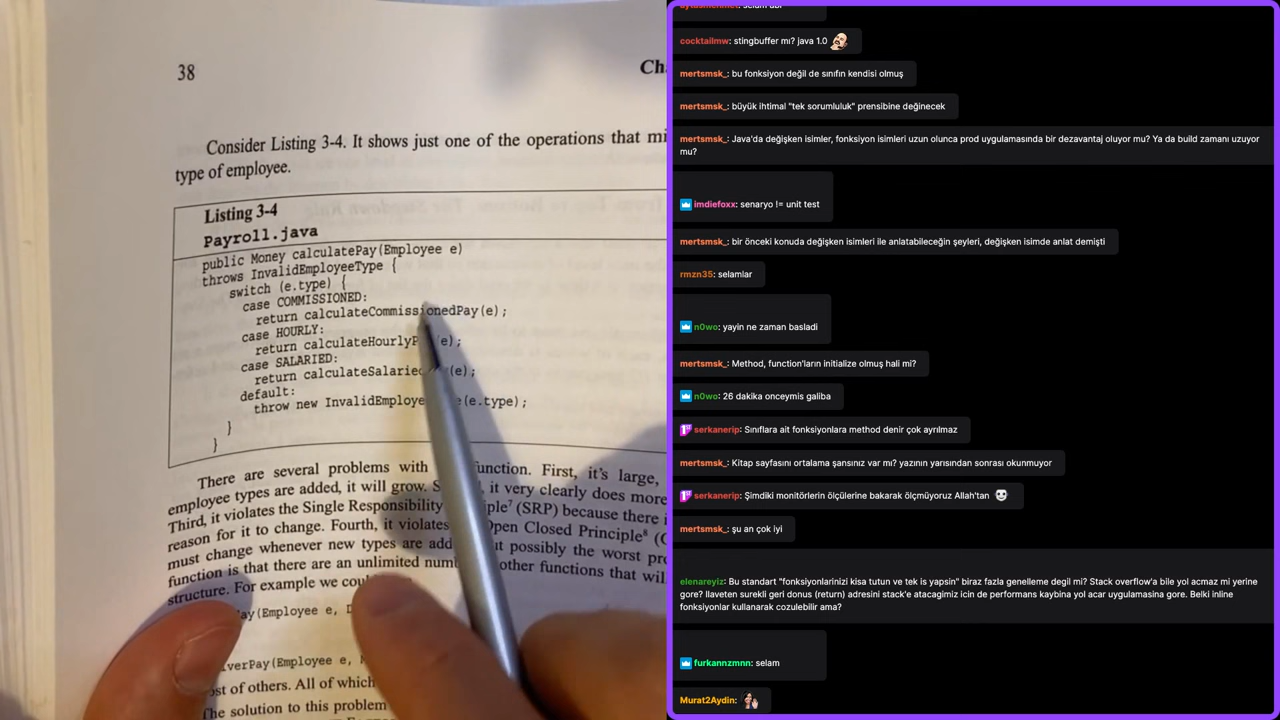 38
Consider Listing 3-4. It shows just one of the operations that
type of employee.
Listing 3-4
Payroll.java
public Money calculatePay(Employee e)
throws InvalidEmployeeType {
switch (e.type) {
case COMMISSIONED:
return calculateCommissionedPay(e);
case HOURLY:
return calculateHourlyP (e);
case SALARIED:
return calculateSalaried (e);
default:
throw new InvalidEmploye (e.type);
}
}
There are several problems with function. First, it's large,
employee types are added, it will grow. it very clearly does more
Third, it violates the Single Responsibility iple⁷ (SRP) because there
reason for it to change. Fourth, it violates Open Closed Principle⁸
must change whenever new types are add t possibly the worst
function is that there are an unlimited num other functions that will
structure. For example we cou
ay(Employee e,
iverPay(Employee e,
ost of others. All of which
The solution to this problem
cocktailmw: stingbuffer mı? java 1.0
mertsmsk_: bu fonksiyon değil de sınıfın kendisi olmuş
mertsmsk_: büyük ihtimal "tek sorumluluk" prensibine değinecek
mertsmsk_: Java'da değişken isimler, fonksiyon isimleri uzun olunca prod uygulamasında bir dezavantaj oluyor mu? Ya da build zamanı uzuyor
mu?
imdiefoxx: senaryo != unit test
mertsmsk_: bir önceki konuda değişken isimleri ile anlatabileceğin şeyleri, değişken isimde anlat demişti
rmzn35: selamlar
n0wo: yayin ne zaman basladi
mertsmsk_: Method, function'ların initialize olmuş hali mi?
n0wo: 26 dakika onceymis galiba
serkanerip: Sınıflara ait fonksiyonlara method denir çok ayrılmaz
mertsmsk_: Kitap sayfasını ortalama şansınız var mı? yazının yarısından sonrası okunmuyor
serkanerip: Şimdiki monitörlerin ölçülerine bakarak ölçmüyoruz Allah'tan
mertsmsk_: şu an çok iyi
elenareyiz: Bu standart "fonksiyonlarinizi kisa tutun ve tek is yapsin" biraz fazla genelleme degil mi? Stack overflow'a bile yol acmaz mi yerine
gore? Ilaveten surekli geri donus (return) adresini stack'e atacagimiz icin de performans kaybina yol acar uygulamasina gore. Belki inline
fonksiyonlar kullanarak cozulebilir ama?
furkannzmnn: selam
Murat2Aydin: